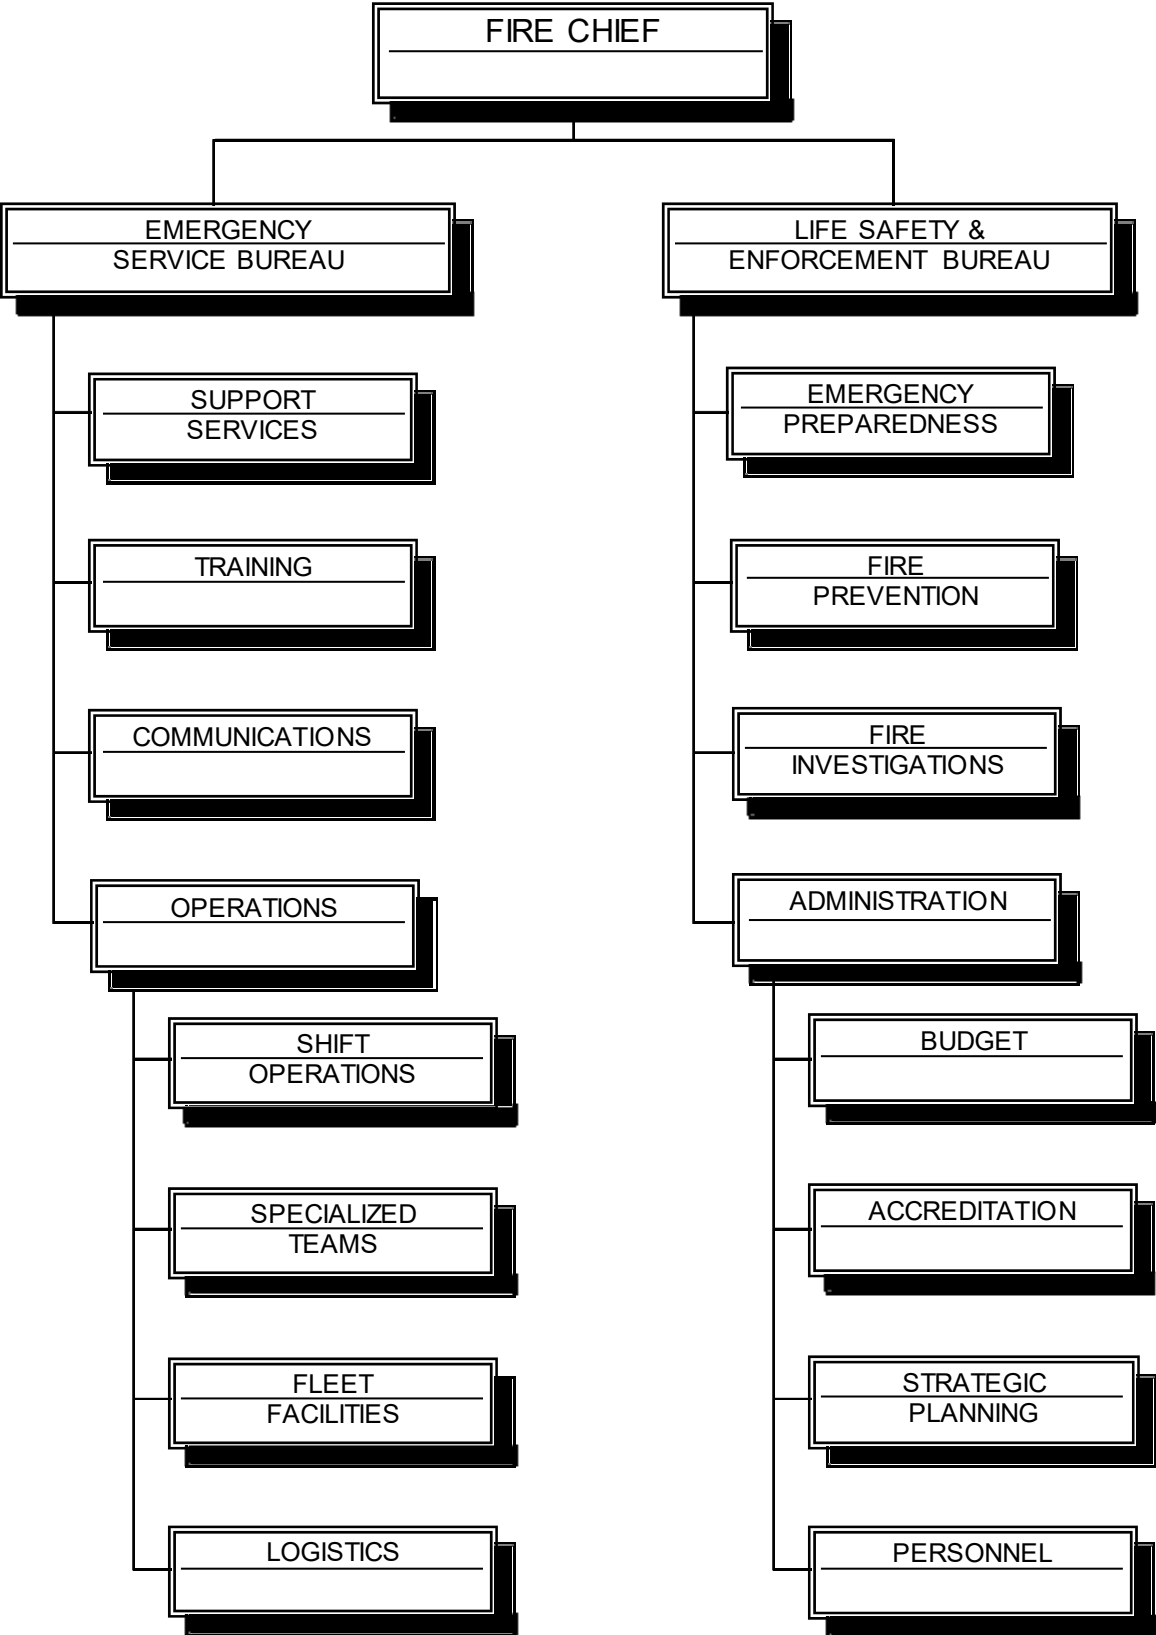 FIRE CHIEF
EMERGENCY
SERVICE BUREAU
SUPPORT
SERVICES
TRAINING
COMMUNICATIONS
OPERATIONS
SHIFT
OPERATIONS
SPECIALIZED
TEAMS
FLEET
FACILITIES
LOGISTICS
LIFE SAFETY &
ENFORCEMENT BUREAU
EMERGENCY
PREPAREDNESS
FIRE
PREVENTION
FIRE
INVESTIGATIONS
ADMINISTRATION
BUDGET
ACCREDITATION
STRATEGIC
PLANNING
PERSONNEL